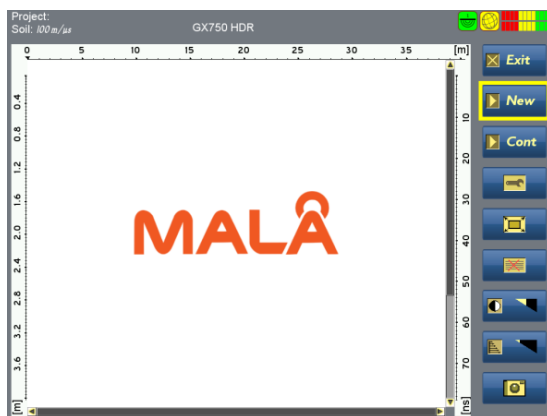 Project:
Soil: 100 m/µs
GX750 HDR
0 5 10 15 20 25 30 35 [m]
0.4
0.8
1.2
1.6
2.0
2.4
2.8
3.2
3.6
[m]
MALÅ
10
20
30
40
50
60
70
[ns]
Exit
New
Cont